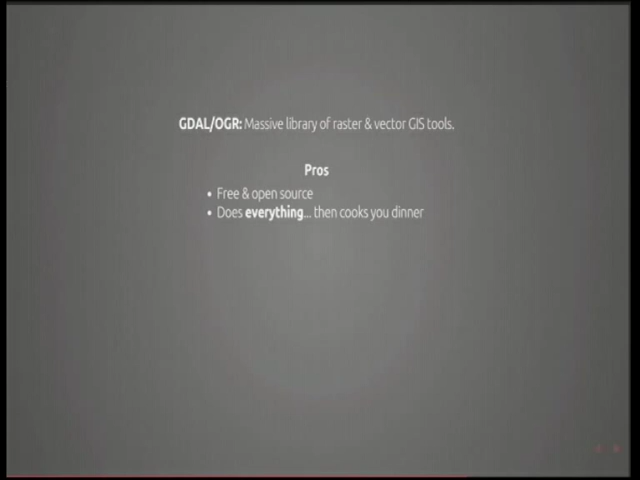 GDAL/OGR: Massive library of raster & vector GIS tools.
Pros
• Free & open source
• Does everything... then cooks you dinner